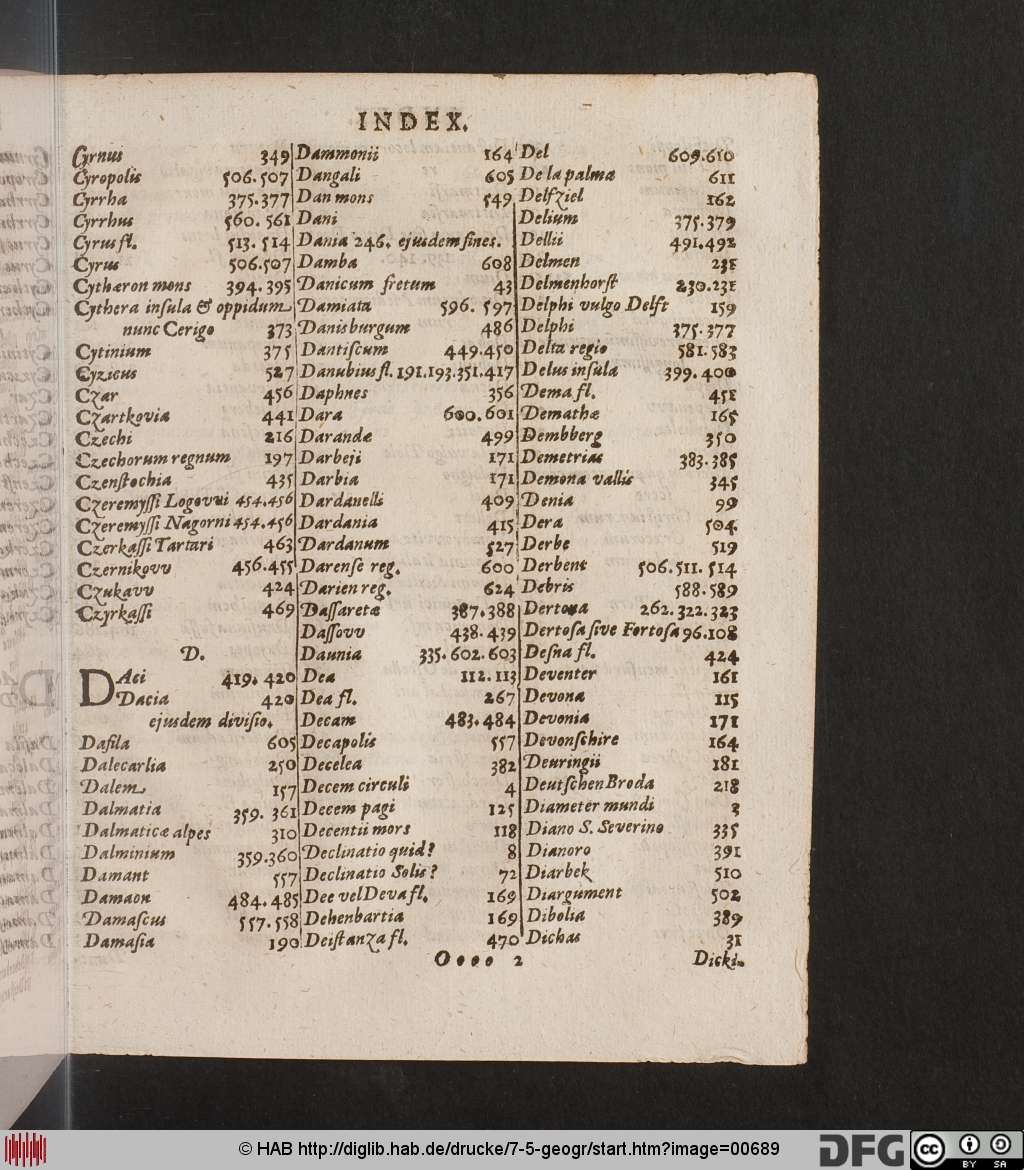 INDEX.
Cyrnus 349
Cyropolis 506.507
Cyrrha 375.377
Cyrrhus 560. 561
Cyrus fl. 513. 514
Cyrus 506.507
Cythæron mons 394.395
Cythera inſula & oppidum
nunc Cerigo 373
Cytinium 375
Cyzicus 527
Czar 456
Czartkovia 441
Czechi 216
Czechorum regnum 197
Czenſtochia 435
Czeremyſſi Logovui 454.456
Czeremyſſi Nagorni 454.456
Czerkaſſi Tartari 463
Czernikovv 456.455
Czukavv 424
Czyrkaſſi 469
D.
DAci 419. 420
Dacia 420
ejusdem diviſio.
Daſila 605
Dalecarlia 250
Dalem 157
Dalmatia 359. 361
Dalmaticæ alpes 310
Dalminium 359.360
Damant 557
Damaon 484.485
Damaſcus 557.558
Damaſia 190
Dammonii 164
Dangali 605
Dan mons 549
Dani
Dania 246. ejusdem fines.
Damba 608
Danicum fretum 43
Damiata 596. 597
Danisburgum 486
Dantiſcum 449.450
Danubius fl. 191.193.351.417
Daphnes 356
Dara 600.601
Darandæ 499
Darbeji 171
Darbia 171
Dardanelli 409
Dardania 415
Dardanum 527
Darenſe reg. 600
Darien reg. 624
Daſſaretæ 387.388
Daſſovv 438.439
Daunia 335.602.603
Dea 112.113
Dea fl. 267
Decam 483.484
Decapolis 557
Decelea 382
Decem circuli 4
Decem pagi 125
Decentii mors 118
Declinatio quid? 8
Declinatio Solis? 72
Dee vel Deva fl. 169
Dehenbartia 169
Deiſtanza fl. 470
Del 609.610
De la palmæ 611
Delfziel 162
Delium 375.379
Dellii 491.492
Delmen 231
Delmenhorſt 230.231
Delphi vulgo Delft 159
Delphi 375.377
Delta regio 581.583
Delus inſula 399.400
Dema fl. 451
Demathæ 165
Dembberg 350
Demetrias 383.385
Demona vallis 345
Denia 99
Dera 504
Derbe 519
Derbent 506.511. 514
Debris 588.589
Dertona 262.322.323
Dertoſa ſive Fortoſa 96.108
Deſna fl. 424
Deventer 161
Devona 115
Devonia 171
Devonſchire 164
Deuringii 181
Deutſchen Broda 218
Diameter mundi 3
Diano S. Severino 335
Dianoro 391
Diarbek 510
Diargument 502
Dibolia 389
Dichas 31
Oooo 2 Dicki-
© HAB http://diglib.hab.de/drucke/7-5-geogr/start.htm?image=00689
DFG
cc BY SA